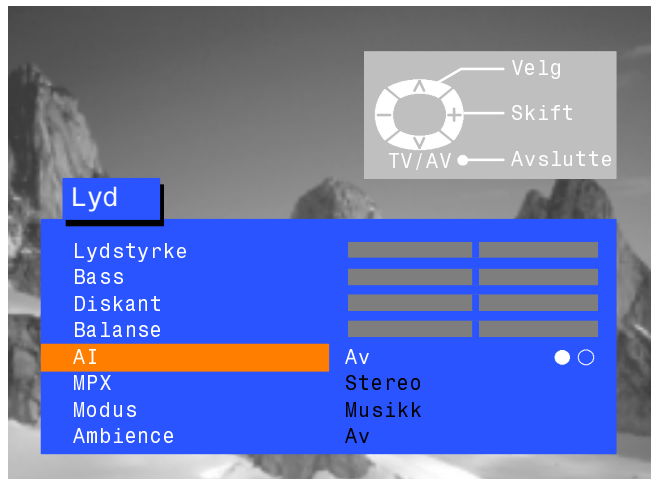 Velg
Skift
TV/AV Avslutte
Lyd
Lydstyrke
Bass
Diskant
Balanse
AI Av
MPX Stereo
Modus Musikk
Ambience Av